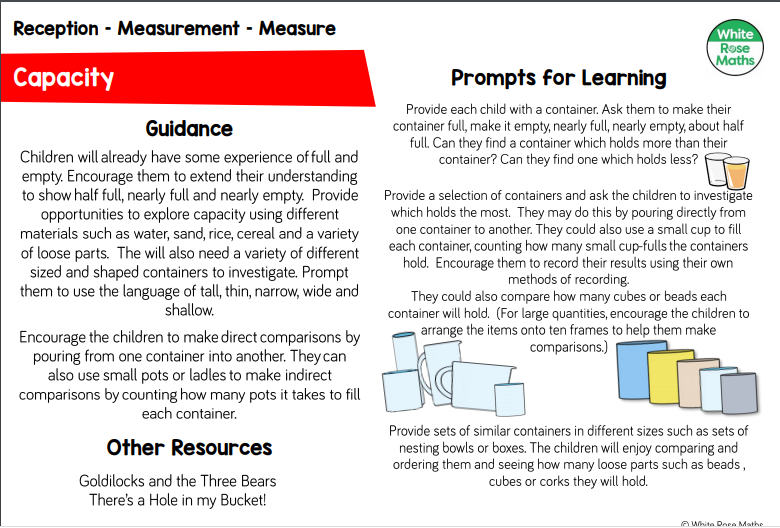 Reception - Measurement - Measure
White
Rose
Maths
Capacity
Guidance
Children will already have some experience of full and
empty. Encourage them to extend their understanding
to show half full, nearly full and nearly empty. Provide
opportunities to explore capacity using different
materials such as water, sand, rice, cereal and a variety
of loose parts. The will also need a variety of different
sized and shaped containers to investigate. Prompt
them to use the language of tall, thin, narrow, wide and
shallow.
Encourage the children to make direct comparisons by
pouring from one container into another. They can
also use small pots or ladles to make indirect
comparisons by counting how many pots it takes to fill
each container.
Other Resources
Goldilocks and the Three Bears
There's a Hole in my Bucket!
Prompts for Learning
Provide each child with a container. Ask them to make their
container full, make it empty, nearly full, nearly empty, about half
full. Can they find a container which holds more than their
container? Can they find one which holds less?
Provide a selection of containers and ask the children to investigate
which holds the most. They may do this by pouring directly from
one container to another. They could also use a small cup to fill
each container, counting how many small cup-fulls the containers
hold. Encourage them to record their results using their own
methods of recording.
They could also compare how many cubes or beads each
container will hold. (For large quantities, encourage the children to
arrange the items onto ten frames to help them make
comparisons.)
Provide sets of similar containers in different sizes such as sets of
nesting bowls or boxes. The children will enjoy comparing and
ordering them and seeing how many loose parts such as beads ,
cubes or corks they will hold.
© White Rose Maths